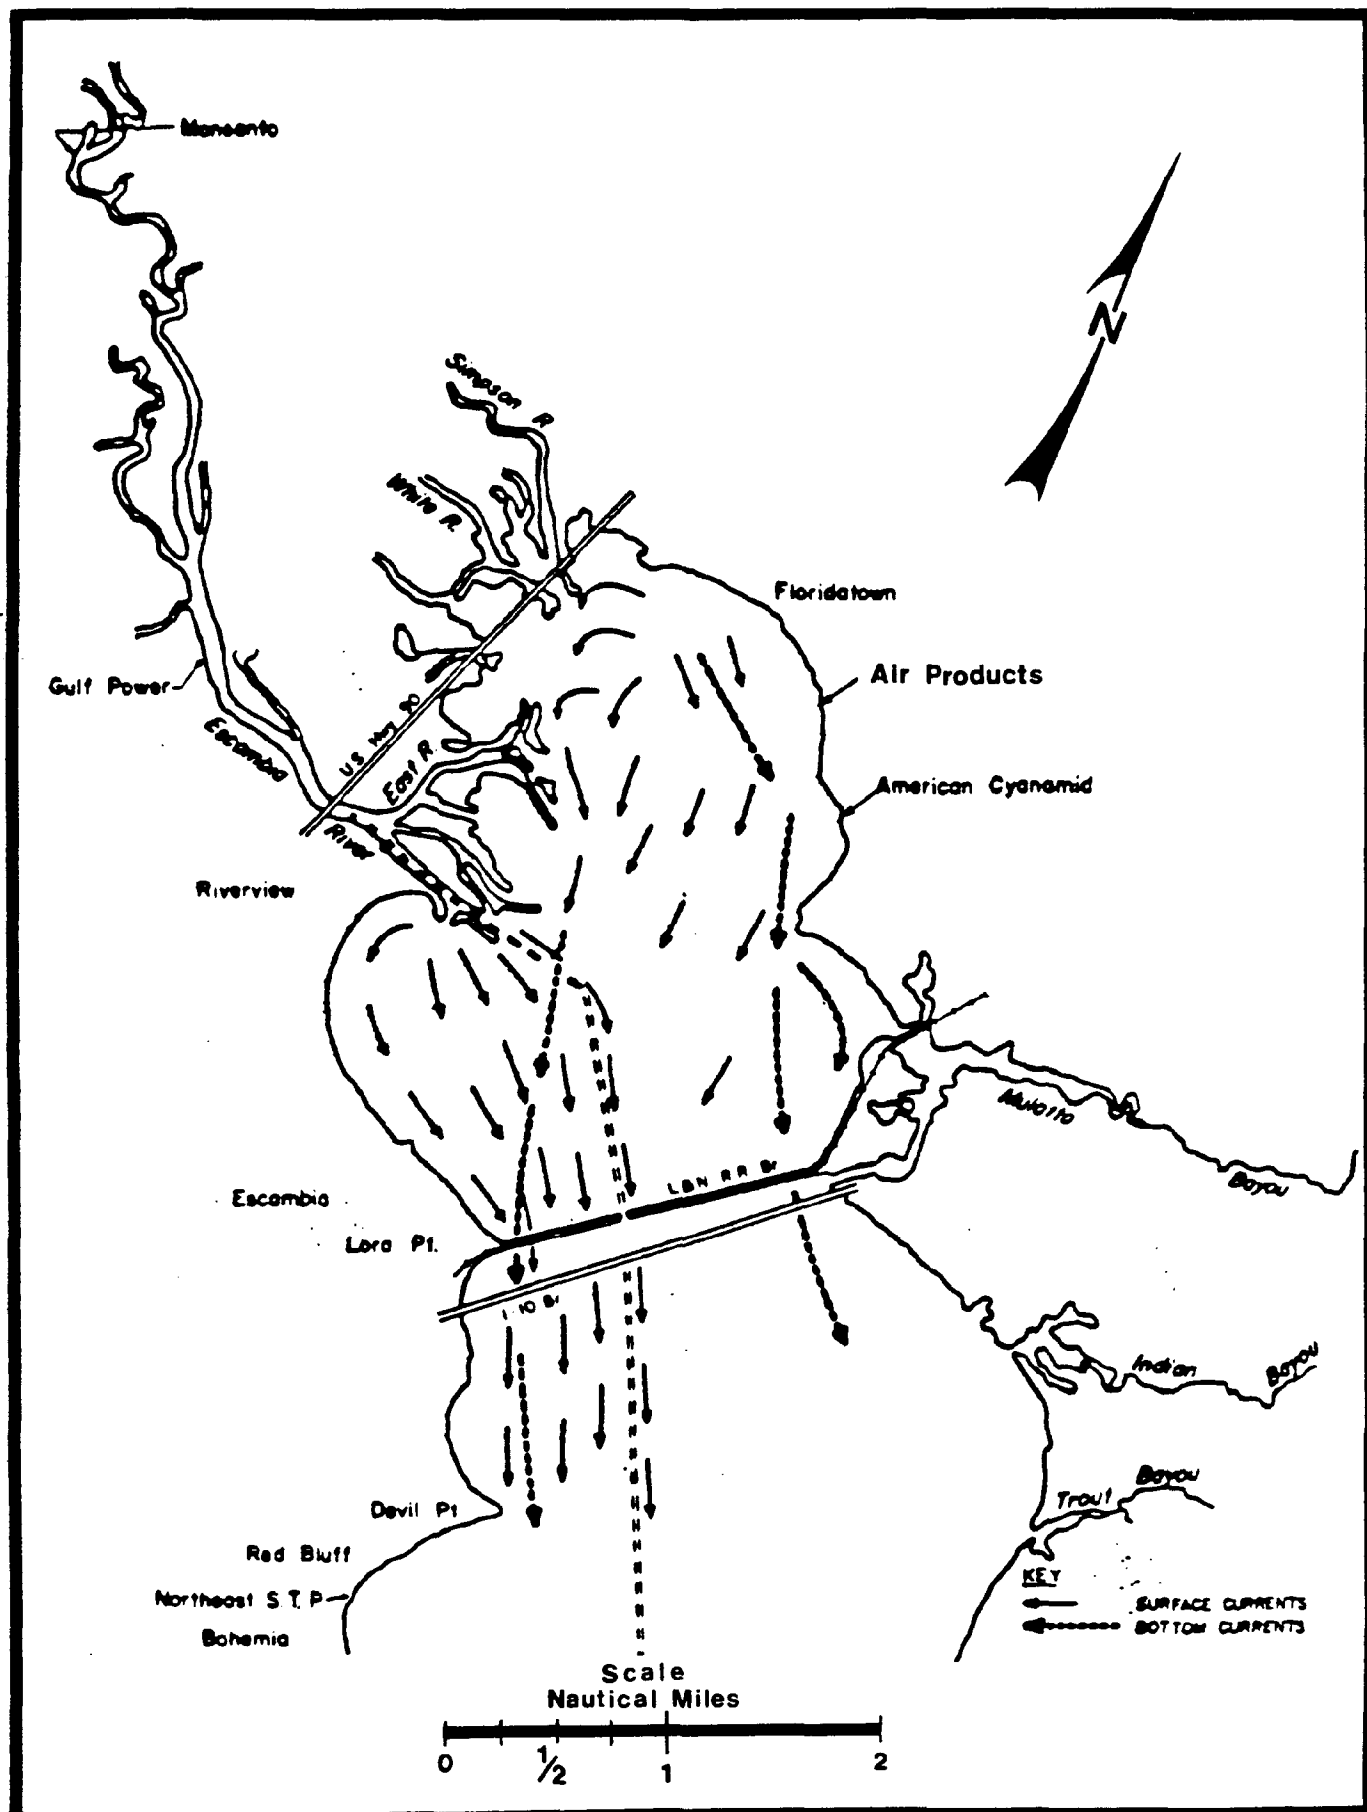 Monsanto
N
Simpson R.
White R.
Floridatown
Air Products
Gulf Power
U.S. Hwy 90
Escambia
East R.
American Cyanamid
River
Riverview
Mulatto
Bayou
L&N R R Br
Escambia
Lora Pt.
I-10 Br
Indian
Bayou
Devil Pt
Bayou
Trout
Red Bluff
KEY
Northeast S.T.P
SURFACE CURRENTS
BOTTOM CURRENTS
Bohemia
Scale
Nautical Miles
0
1/2
1
2